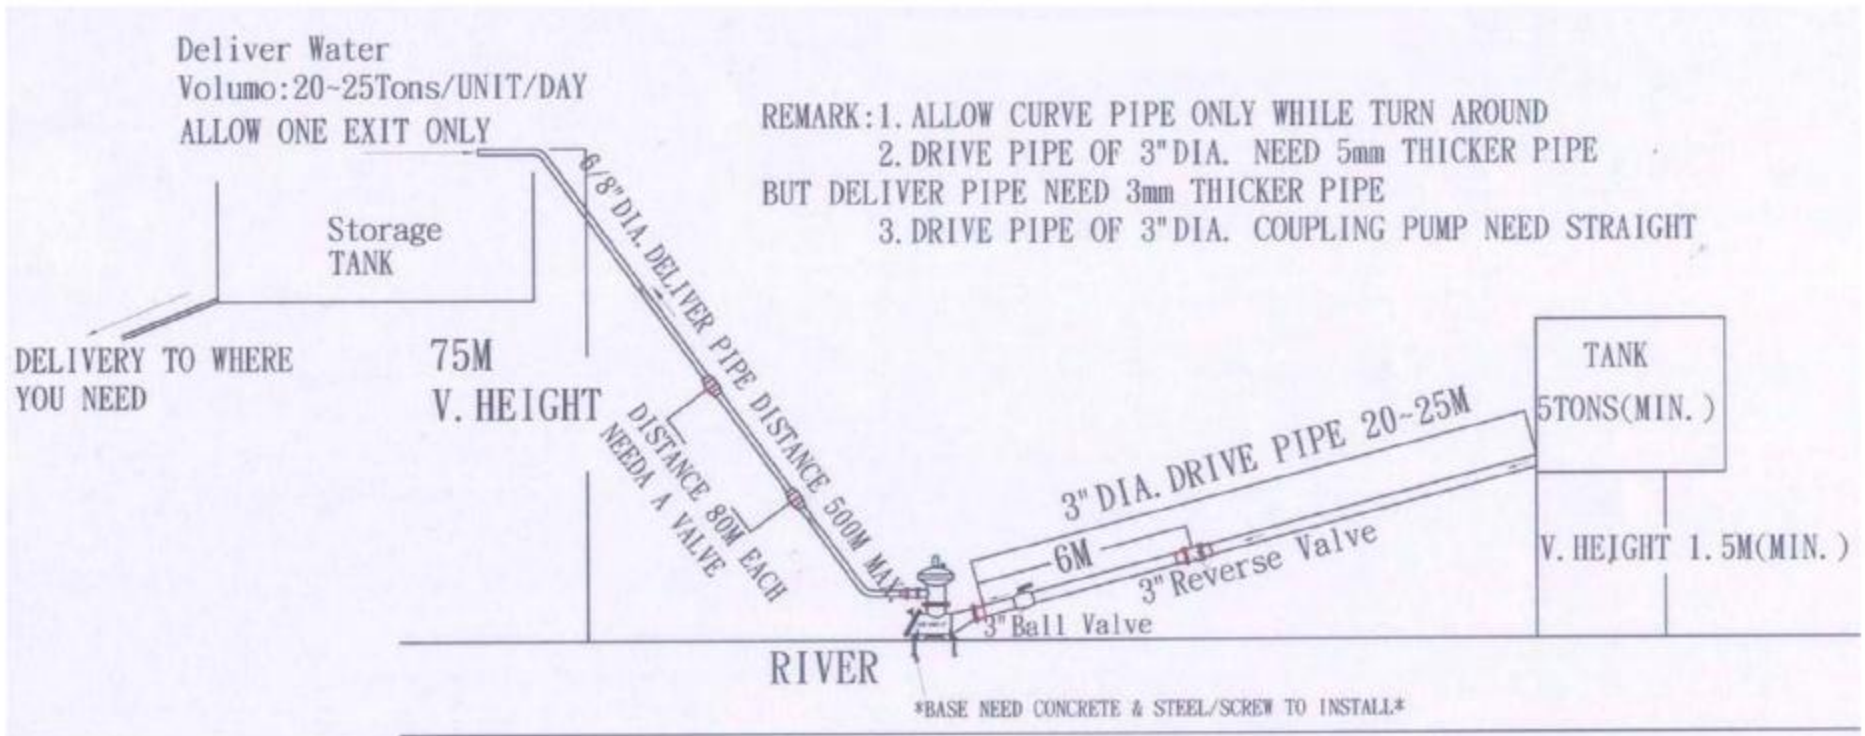 Deliver Water
Volumo:20~25Tons/UNIT/DAY
ALLOW ONE EXIT ONLY
REMARK:1. ALLOW CURVE PIPE ONLY WHILE TURN AROUND
2. DRIVE PIPE OF 3"DIA. NEED 5mm THICKER PIPE
BUT DELIVER PIPE NEED 3mm THICKER PIPE
3. DRIVE PIPE OF 3"DIA. COUPLING PUMP NEED STRAIGHT
Storage
TANK
6/8"DIA. DELIVER PIPE DISTANCE 500M MAX.
DELIVERY TO WHERE
YOU NEED
75M
V. HEIGHT
DISTANCE 80M EACH
NEEDA A VALVE
TANK
5TONS(MIN.)
3"DIA. DRIVE PIPE 20~25M
6M
3"Reverse Valve
3"Ball Valve
V. HEIGHT 1.5M(MIN.)
RIVER
*BASE NEED CONCRETE & STEEL/SCREW TO INSTALL*